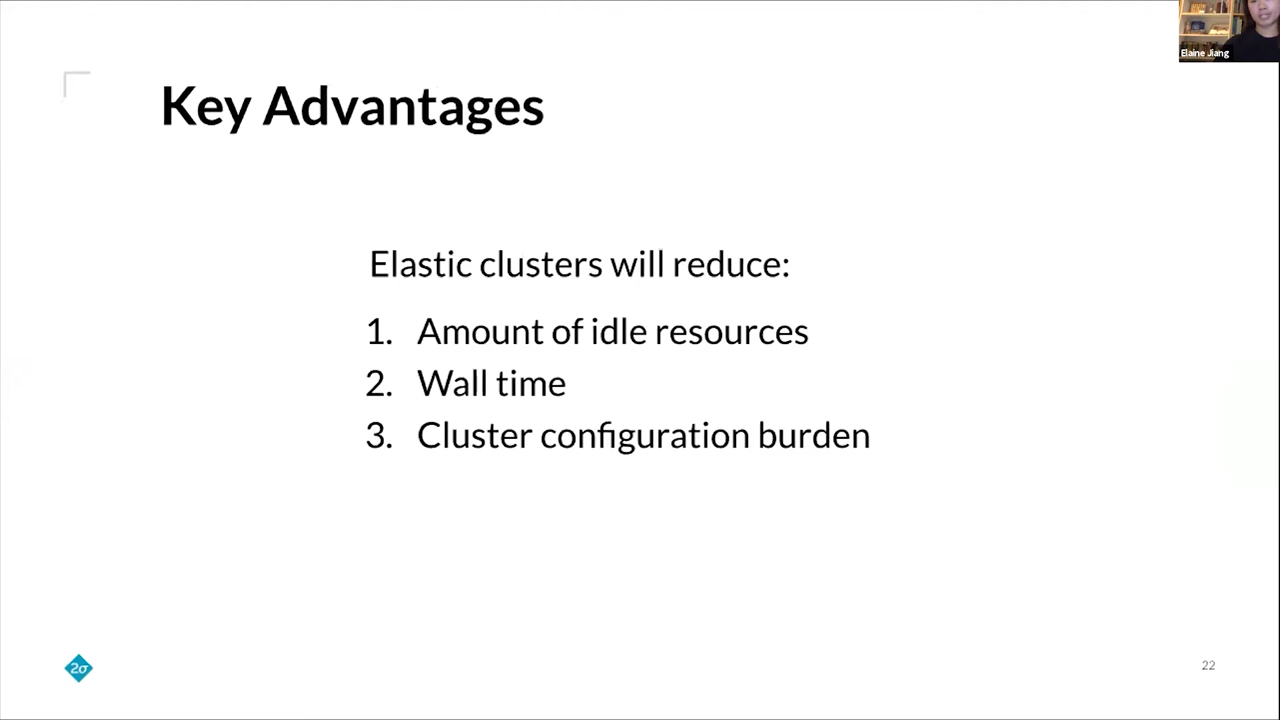 Elaine Jiang
Key Advantages
Elastic clusters will reduce:
1. Amount of idle resources
2. Wall time
3. Cluster configuration burden
2σ
22